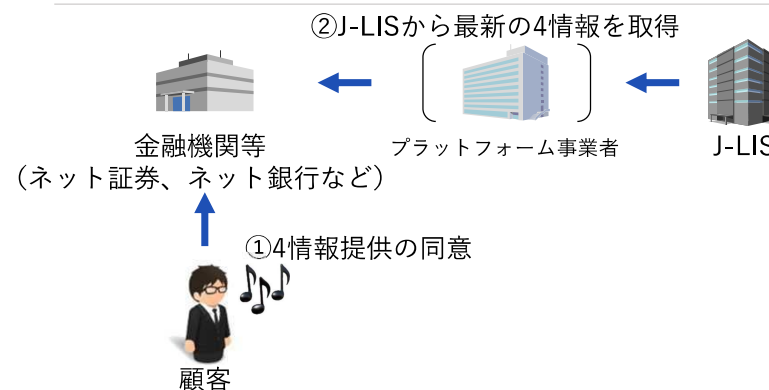 ②J-LISから最新の4情報を取得
金融機関等
（ネット証券、ネット銀行など）
プラットフォーム事業者
J-LIS
①4情報提供の同意
顧客